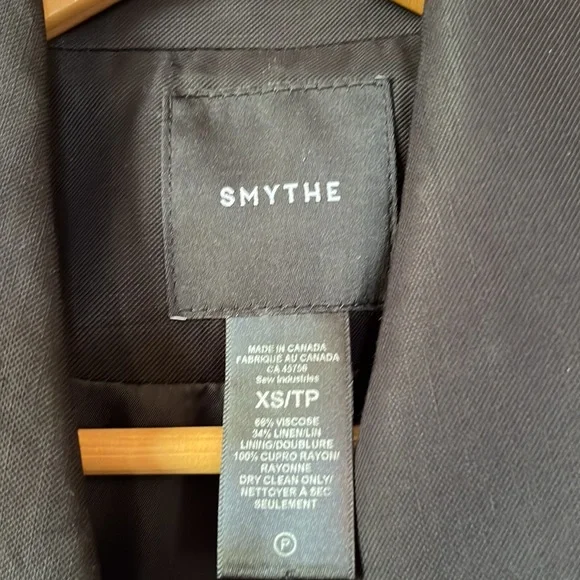 SMYTHE
MADE IN CANADA
FABRIQUE AU CANADA
CA 43756
Sew Industries
XS/TP
66% VISCOSE
34% LINEN/LIN
LINING/DOUBLURE
100% CUPRO RAYON/
RAYONNE
DRY CLEAN ONLY/
NETTOYER À SEC
SEULEMENT
P